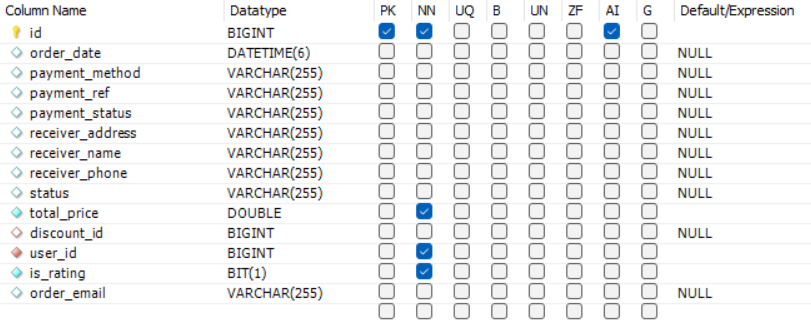 Column Name Datatype PK NN UQ B UN ZF AI G Default/Expression
id BIGINT
order_date DATETIME(6) NULL
payment_method VARCHAR(255) NULL
payment_ref VARCHAR(255) NULL
payment_status VARCHAR(255) NULL
receiver_address VARCHAR(255) NULL
receiver_name VARCHAR(255) NULL
receiver_phone VARCHAR(255) NULL
status VARCHAR(255) NULL
total_price DOUBLE
discount_id BIGINT NULL
user_id BIGINT
is_rating BIT(1)
order_email VARCHAR(255) NULL